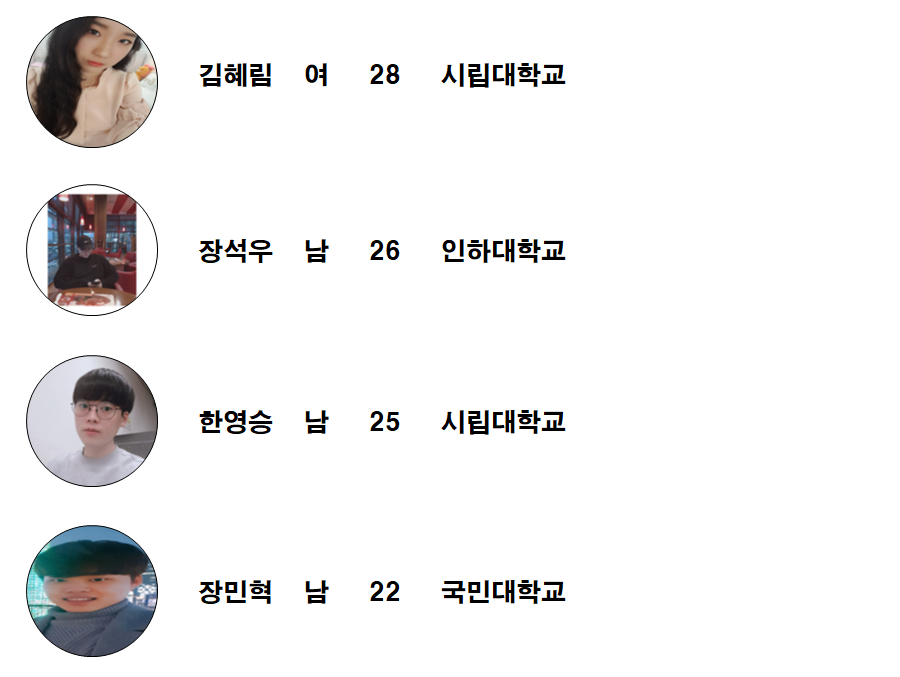 김혜림 여 28 시립대학교
장석우 남 26 인하대학교
한영승 남 25 시립대학교
장민혁 남 22 국민대학교